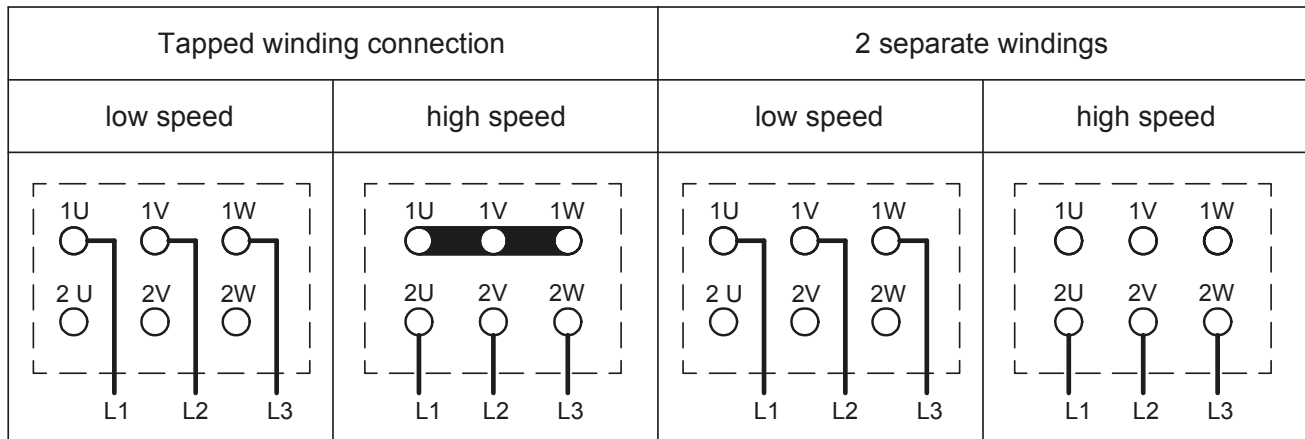 Tapped winding connection 2 separate windings
low speed high speed low speed high speed
1U 1V 1W 1U 1V 1W 1U 1V 1W 1U 1V 1W
2 U 2V 2W 2U 2V 2W 2 U 2V 2W 2U 2V 2W
L1 L2 L3 L1 L2 L3 L1 L2 L3 L1 L2 L3